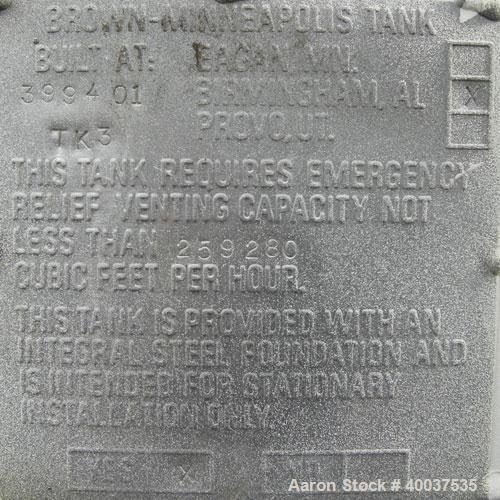 BROWN-MINNEAPOLIS TANK
BUILT AT: EAGAN, MN.
399401 BIRMINGHAM, AL X
PROVO, UT.
TK3
THIS TANK REQUIRES EMERGENCY
RELIEF VENTING CAPACITY NOT
LESS THAN 259280
CUBIC FEET PER HOUR.
THIS TANK IS PROVIDED WITH AN
INTEGRAL STEEL FOUNDATION AND
IS INTENDED FOR STATIONARY
INSTALLATION ONLY.
YES X NO
Aaron Stock # 40037535